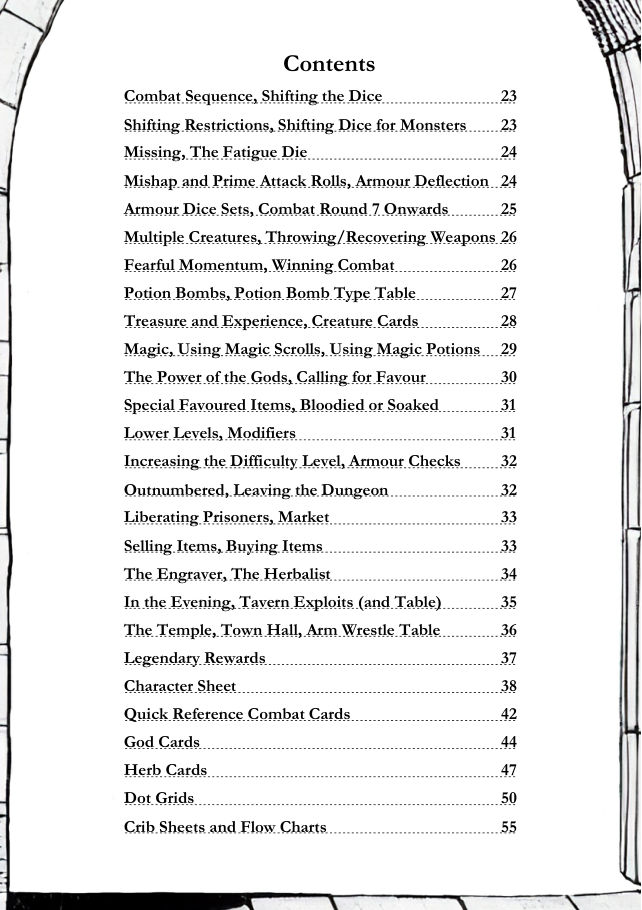 Contents
Combat Sequence, Shifting the Dice 23
Shifting Restrictions, Shifting Dice for Monsters 23
Missing, The Fatigue Die 24
Mishap and Prime Attack Rolls, Armour Deflection 24
Armour Dice Sets, Combat Round 7 Onwards 25
Multiple Creatures, Throwing/Recovering Weapons 26
Fearful Momentum, Winning Combat 26
Potion Bombs, Potion Bomb Type Table 27
Treasure and Experience, Creature Cards 28
Magic, Using Magic Scrolls, Using Magic Potions 29
The Power of the Gods, Calling for Favour 30
Special Favoured Items, Bloodied or Soaked 31
Lower Levels, Modifiers 31
Increasing the Difficulty Level, Armour Checks 32
Outnumbered, Leaving the Dungeon 32
Liberating Prisoners, Market 33
Selling Items, Buying Items 33
The Engraver, The Herbalist 34
In the Evening, Tavern Exploits (and Table) 35
The Temple, Town Hall, Arm Wrestle Table 36
Legendary Rewards 37
Character Sheet 38
Quick Reference Combat Cards 42
God Cards 44
Herb Cards 47
Dot Grids 50
Crib Sheets and Flow Charts 55